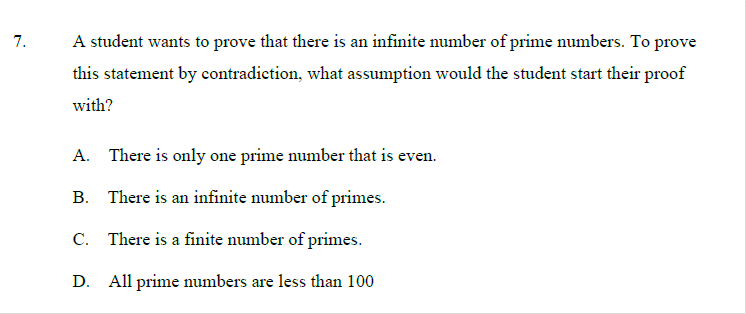 7. A student wants to prove that there is an infinite number of prime numbers. To prove
this statement by contradiction, what assumption would the student start their proof
with?
A. There is only one prime number that is even.
B. There is an infinite number of primes.
C. There is a finite number of primes.
D. All prime numbers are less than 100